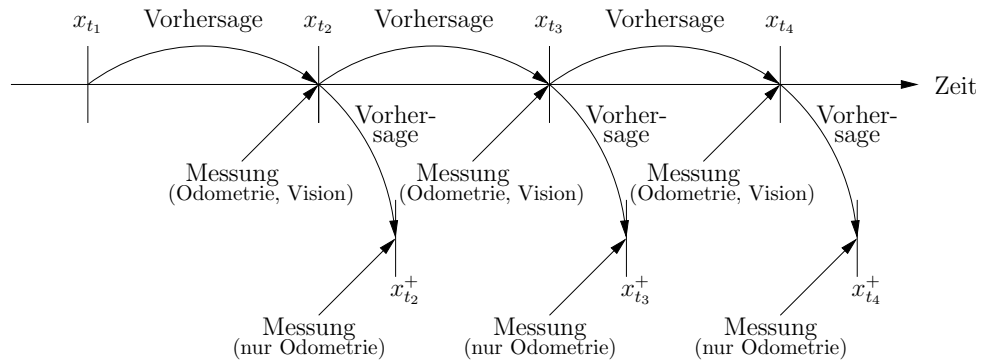 x_{t_1} Vorhersage x_{t_2} Vorhersage x_{t_3} Vorhersage x_{t_4}
Zeit
Vorher- Vorher- Vorher-
sage sage sage
Messung Messung Messung
(Odometrie, Vision) (Odometrie, Vision) (Odometrie, Vision)
x_{t_2}^+ x_{t_3}^+ x_{t_4}^+
Messung Messung Messung
(nur Odometrie) (nur Odometrie) (nur Odometrie)